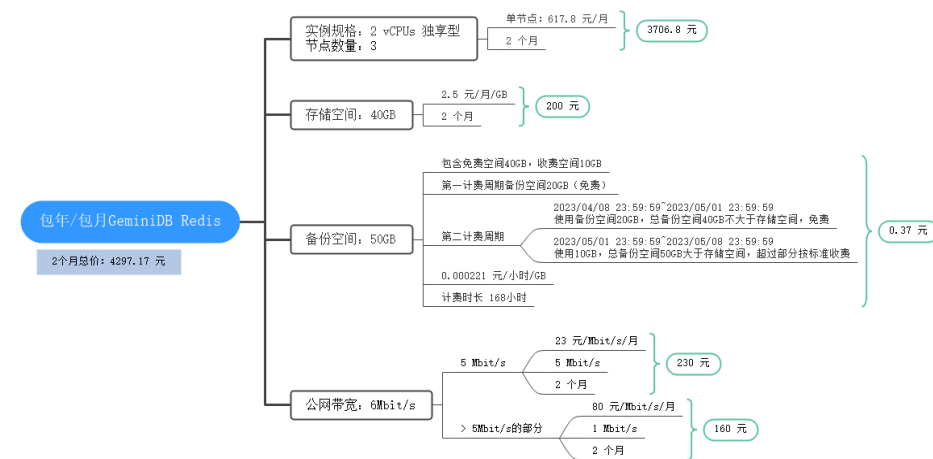 包年/包月GeminiDB Redis
2个月总价：4297.17 元
实例规格：2 vCPUs 独享型
节点数量：3
单节点：617.8 元/月
2 个月
3706.8 元
存储空间：40GB
2.5 元/月/GB
2 个月
200 元
备份空间：50GB
包含免费空间40GB，收费空间10GB
第一计费周期备份空间20GB（免费）
第二计费周期
2023/04/08 23:59:59~2023/05/01 23:59:59
使用备份空间20GB，总备份空间40GB不大于存储空间，免费
2023/05/01 23:59:59~2023/05/08 23:59:59
使用10GB，总备份空间50GB大于存储空间，超过部分按标准收费
0.000221 元/小时/GB
计费时长 168小时
0.37 元
公网带宽：6Mbit/s
5 Mbit/s
23 元/Mbit/s/月
5 Mbit/s
2 个月
230 元
> 5Mbit/s的部分
80 元/Mbit/s/月
1 Mbit/s
2 个月
160 元